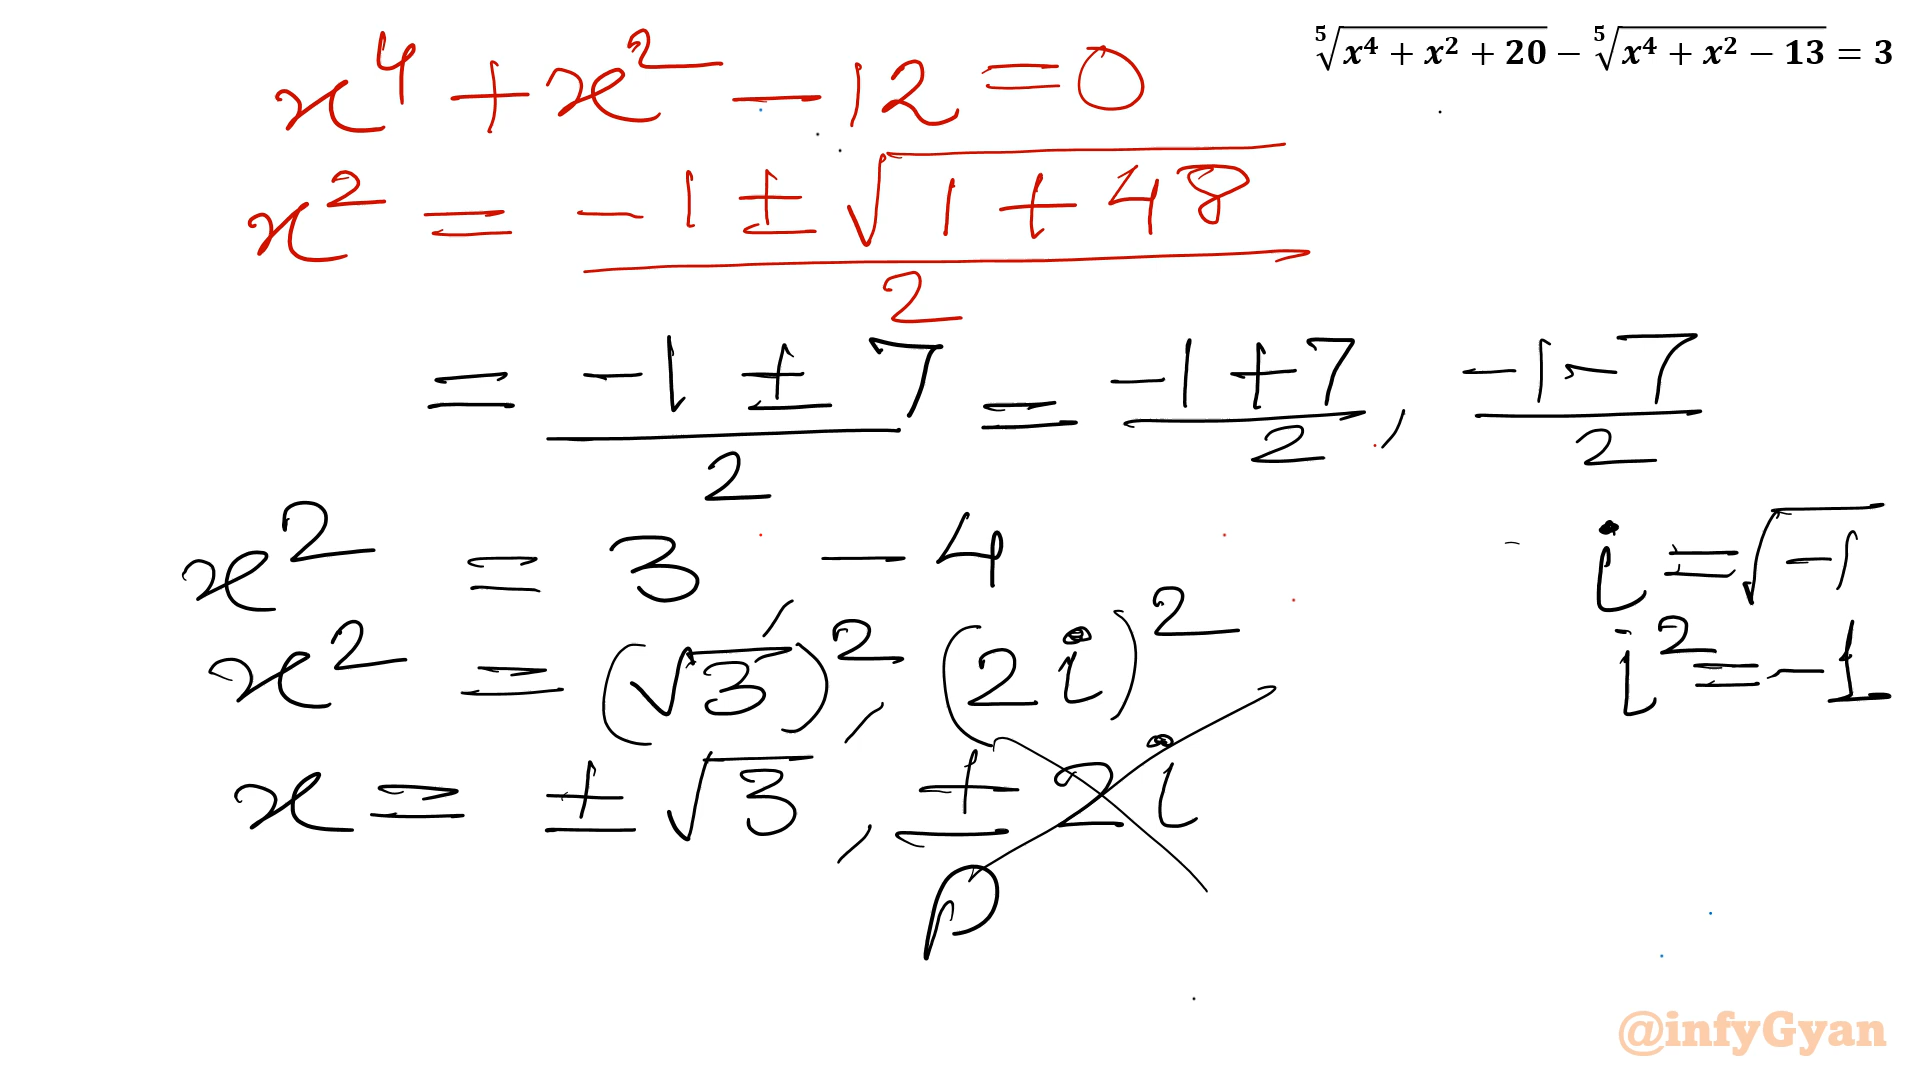 ⁵√(x⁴ + x² + 20) − ⁵√(x⁴ + x² − 13) = 3
x⁴ + x² − 12 = 0
x² = (−1 ± √(1 + 48)) / 2
= (−1 ± 7) / 2 = (−1 + 7) / 2 , (−1 − 7) / 2
x² = 3 , −4
i = √−1
x² = (√3)² , (2i)²
i² = −1
x = ± √3 , ± 2i
@infyGyan